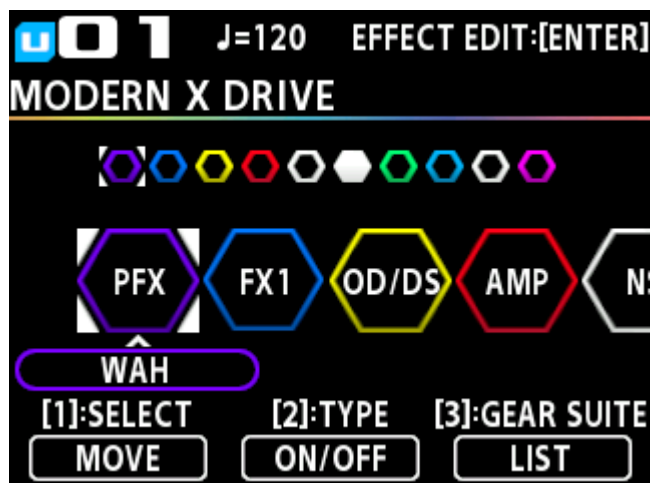 U01 ♩=120 EFFECT EDIT:[ENTER]
MODERN X DRIVE
PFX FX1 OD/DS AMP
WAH
[1]:SELECT [2]:TYPE [3]:GEAR SUITE
MOVE ON/OFF LIST